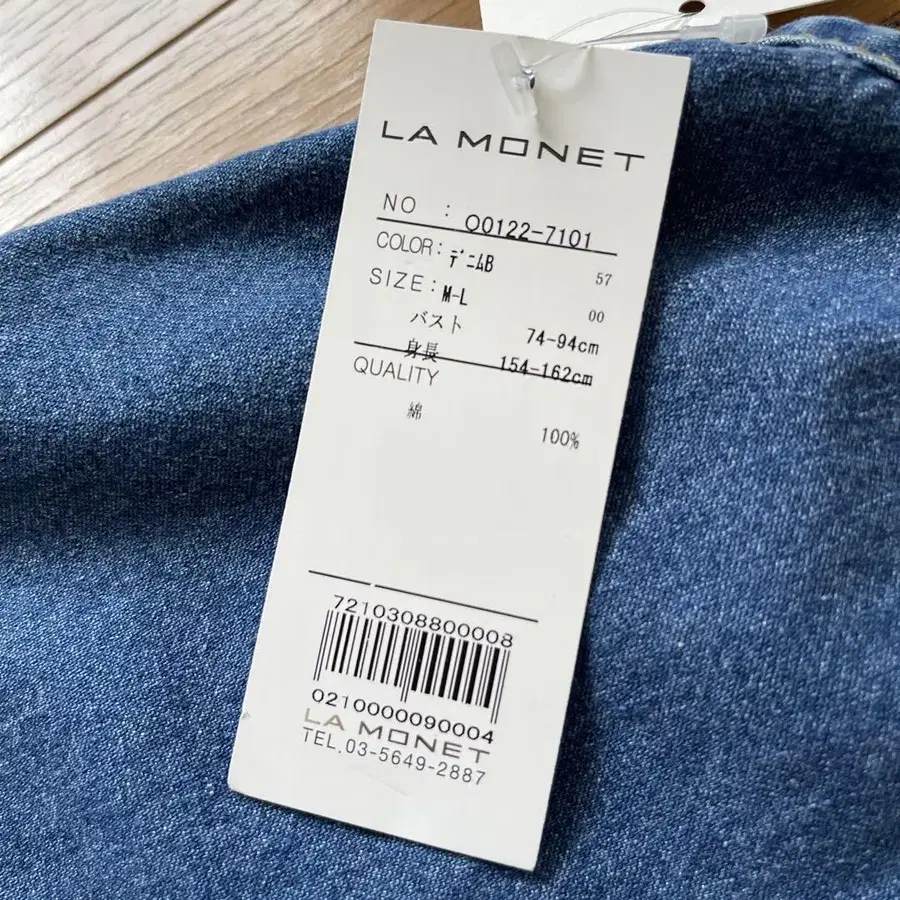 LA MONET
NO : 00122-7101
COLOR: ﾃﾞﾆﾑB 57
SIZE: M-L 00
バスト 74-94cm
身長 154-162cm
QUALITY
綿 100%
7210308800008
0210000090004
LA MONET
TEL.03-5649-2887